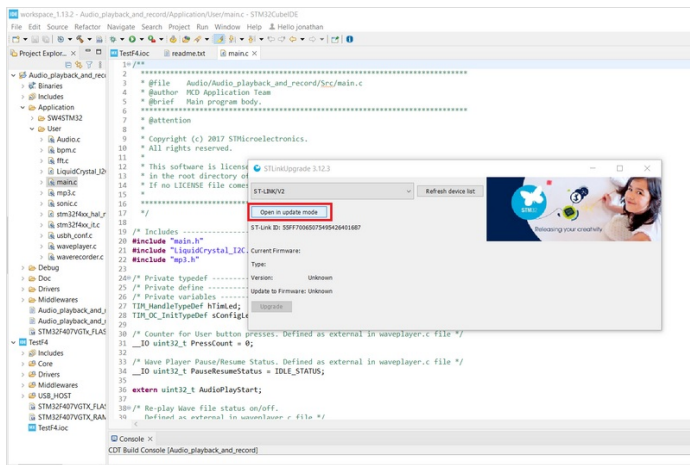 workspace_1.13.2 - Audio_playback_and_record/Application/User/main.c - STM32CubeIDE
File Edit Source Refactor Navigate Search Project Run Window Help Hello jonathan
Project Explor...
TestF4.ioc
readme.txt
main.c
Audio_playback_and_rec
Binaries
Includes
Application
SW4STM32
User
Audio.c
bpm.c
fft.c
LiquidCrystal_I2
main.c
mp3.c
sonic.c
stm32f4xx_hal_r
stm32f4xx_it.c
usbh_conf.c
waveplayer.c
waverecorder.c
Debug
Doc
Drivers
Middlewares
Audio_playback_and_r
Audio_playback_and_r
STM32F407VGTX_FLAS
TestF4
Includes
Core
Drivers
Middlewares
USB_HOST
STM32F407VGTX_FLAS
STM32F407VGTX_RAM
TestF4.ioc
1 /**
2 ******************************************************************************
3 * @file Audio/Audio_playback_and_record/Src/main.c
4 * @author MCD Application Team
5 * @brief Main program body.
6 ******************************************************************************
7 * @attention
8 *
9 * Copyright (c) 2017 STMicroelectronics.
10 * All rights reserved.
11 *
12 * This software is license
13 * in the root directory of
14 * If no LICENSE file comes
15 *
16 ************************
17 */
18
19 /* Includes ---------------
20 #include "main.h"
21 #include "LiquidCrystal_I2C.
22 #include "mp3.h"
23
24 /* Private typedef --------
25 /* Private define ---------
26 /* Private variables ------
27 TIM_HandleTypeDef hTimLed;
28 TIM_OC_InitTypeDef sConfigLe
29
30 /* Counter for User button presses. Defined as external in waveplayer.c file */
31 __IO uint32_t PressCount = 0;
32
33 /* Wave Player Pause/Resume Status. Defined as external in waveplayer.c file */
34 __IO uint32_t PauseResumeStatus = IDLE_STATUS;
35
36 extern uint32_t AudioPlayStart;
37
38 /* Re-play Wave file status on/off.
39 Defined as external in waveplayer.c file */
STLinkUpgrade 3.12.3
ST-LINK/V2
Refresh device list
Open in update mode
ST-Link ID: 55FF70065075495426401687
Current Firmware:
Type:
Version: Unknown
Update to Firmware: Unknown
Upgrade
Releasing your creativity
Console
CDT Build Console [Audio_playback_and_record]